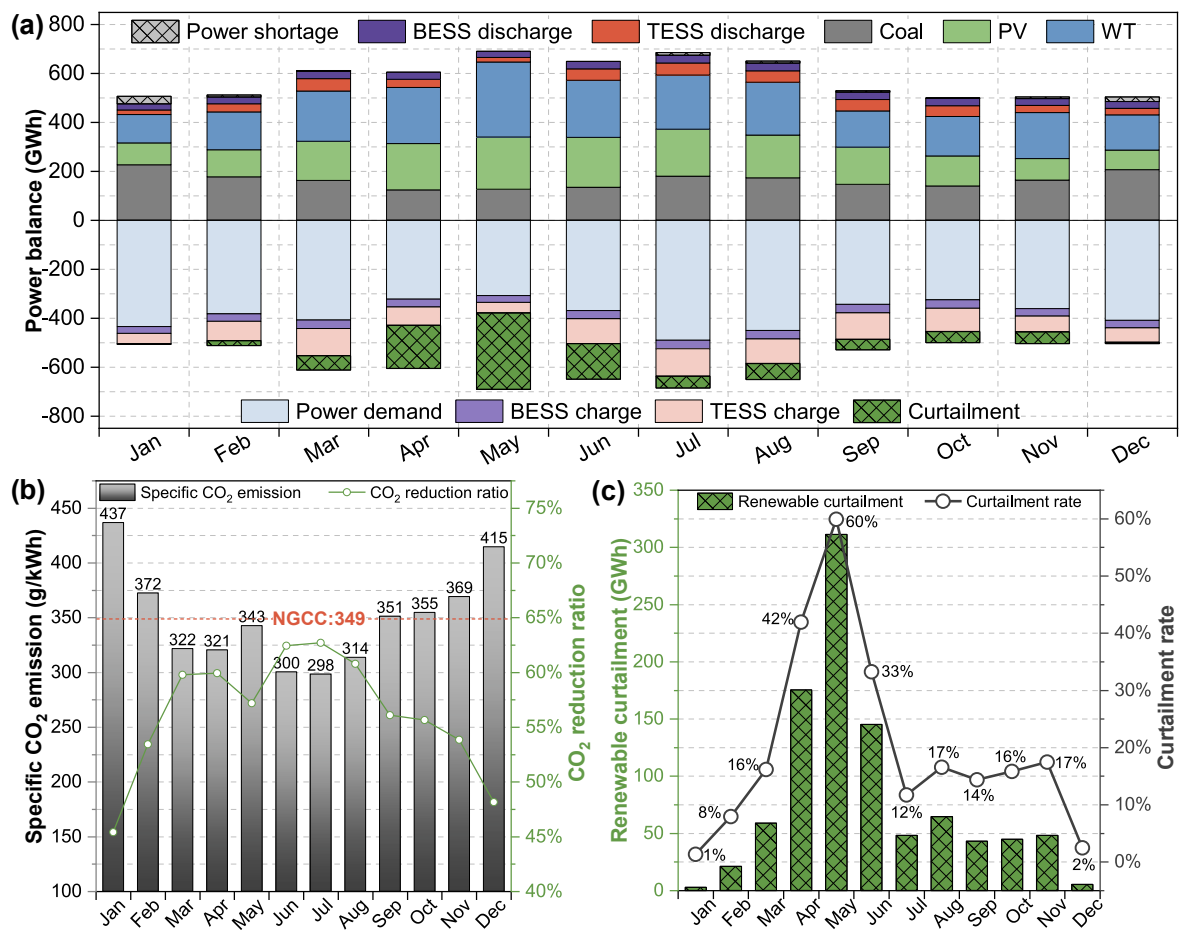 (a)
Power shortage BESS discharge TESS discharge Coal PV WT
Power balance (GWh)
800
600
400
200
0
-200
-400
-600
-800
Power demand BESS charge TESS charge Curtailment
Jan Feb Mar Apr May Jun Jul Aug Sep Oct Nov Dec
(b)
Specific CO₂ emission CO₂ reduction ratio
Specific CO₂ emission (g/kWh)
450
400
350
300
250
200
150
100
437 372 322 321 343 300 298 314 351 355 369 415
NGCC:349
75%
70%
65%
60%
55%
50%
45%
40%
CO₂ reduction ratio
Jan Feb Mar Apr May Jun Jul Aug Sep Oct Nov Dec
(c)
Renewable curtailment Curtailment rate
Renewable curtailment (GWh)
350
300
250
200
150
100
50
0
1% 8% 16% 42% 60% 33% 12% 17% 14% 16% 17% 2%
60%
50%
40%
30%
20%
10%
0%
Curtailment rate
Jan Feb Mar Apr May Jun Jul Aug Sep Oct Nov Dec